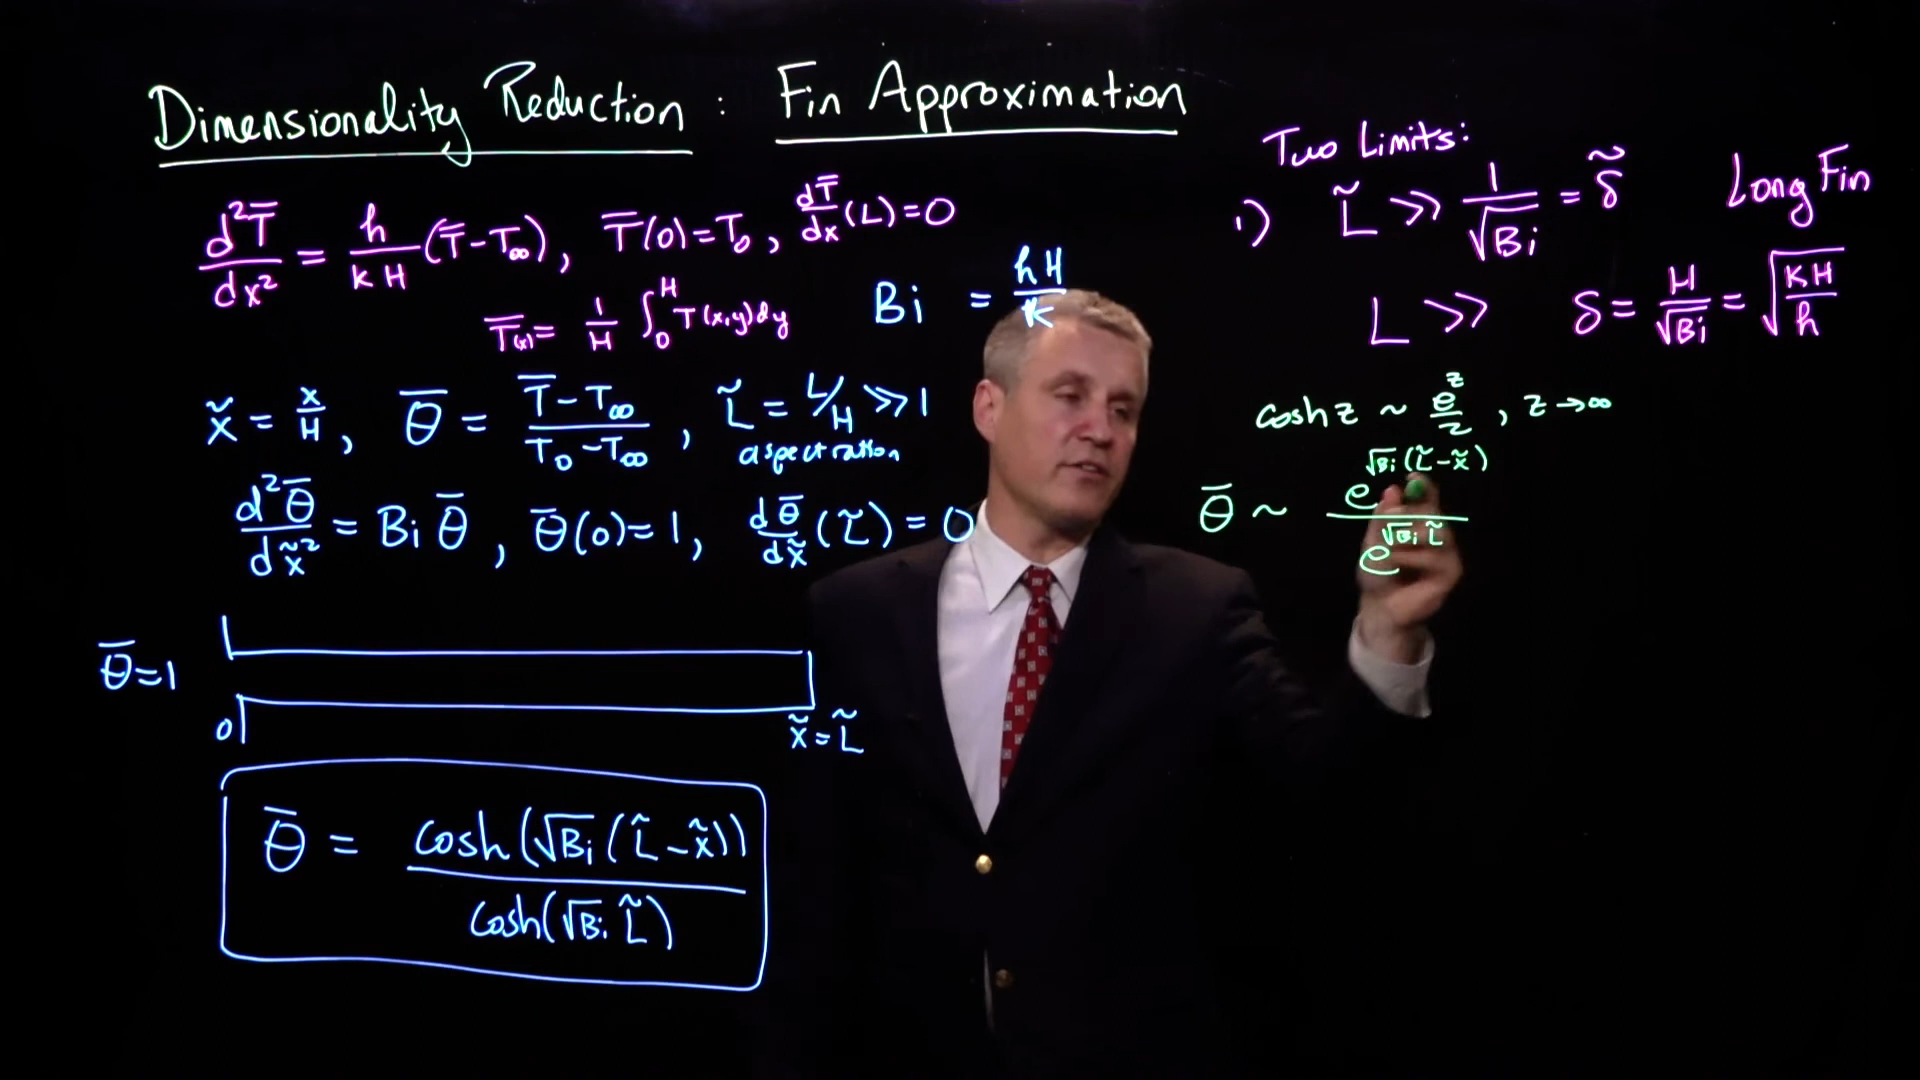 Dimensionality Reduction : Fin Approximation
d²T̅/dx² = h/kH (T̅-T∞), T̅(0)=T₀, dT̅/dx (L)=0
T̅(x) = 1/H ∫₀ᴴ T(x,y)dy
Bi = hH/k
x̃ = x/H, θ̅ = T̅-T∞/T₀-T∞, L̃ = L/H ≫ 1
aspect ration
d²θ̅/dx̃² = Bi θ̅, θ̅(0)=1, dθ̅/dx̃ (L̃) = 0
θ̅=1
0
x̃=L̃
θ̅ = cosh(√Bi (L̃-x̃))/cosh(√Bi L̃)
Two Limits:
1) L̃ ≫ 1/√Bi = δ̃ Long Fin
L ≫ δ = H/√Bi = √(kH/h)
cosh z ~ e^z/2, z→∞
θ̅ ~ e^√Bi (L̃-x̃)/e^√Bi L̃